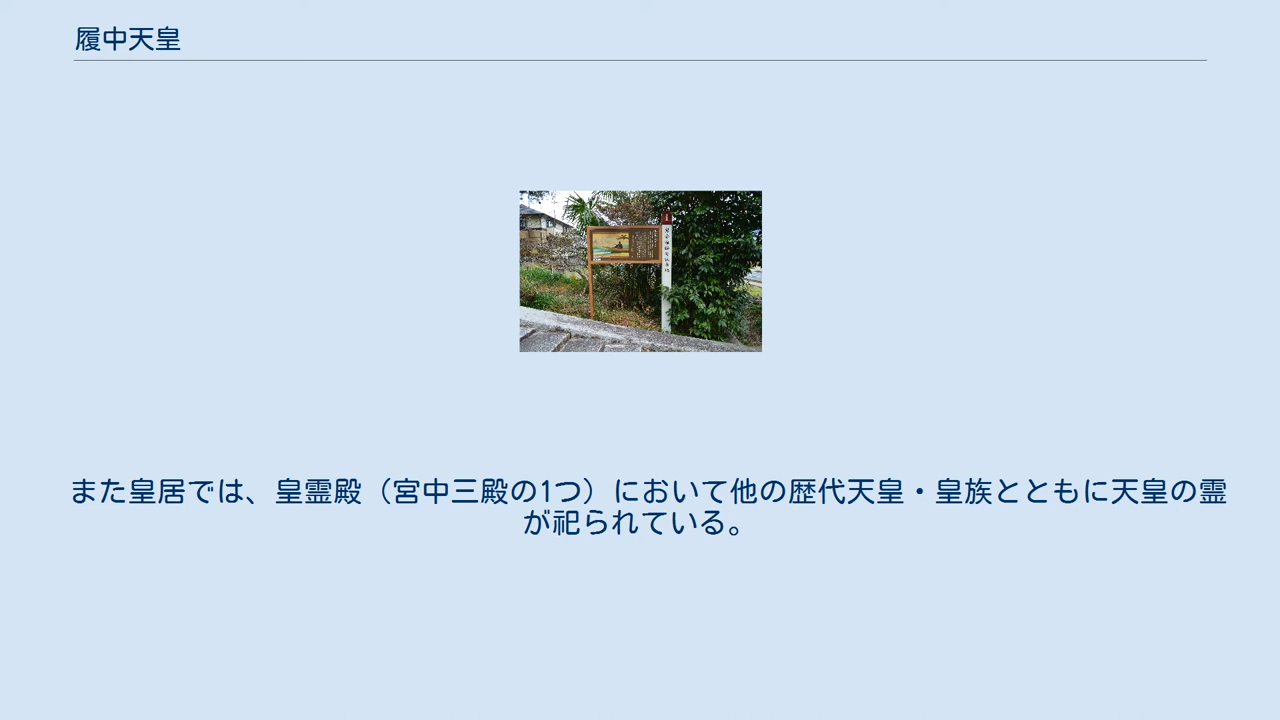 履中天皇
また皇居では、皇霊殿（宮中三殿の1つ）において他の歴代天皇・皇族とともに天皇の霊
が祀られている。